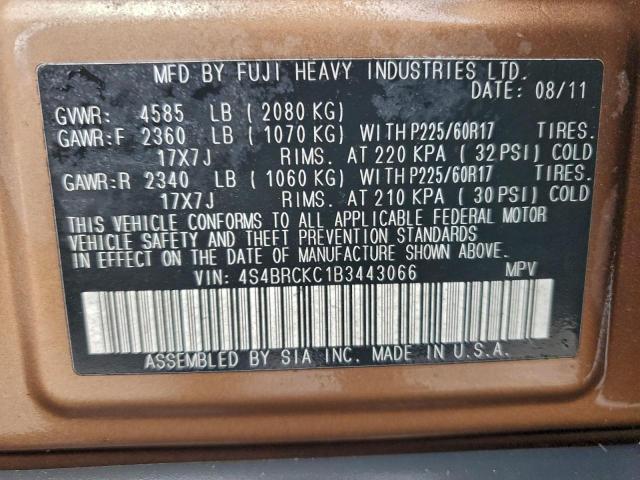 MFD BY FUJI HEAVY INDUSTRIES LTD.
DATE: 08/11
GVWR: 4585 LB ( 2080 KG)
GAWR:F 2360 LB ( 1070 KG) WITH P225/60R17 TIRES.
17X7J RIMS. AT 220 KPA ( 32 PSI) COLD
GAWR:R 2340 LB ( 1060 KG) WITH P225/60R17 TIRES.
17X7J RIMS. AT 210 KPA ( 30 PSI) COLD
THIS VEHICLE CONFORMS TO ALL APPLICABLE FEDERAL MOTOR
VEHICLE SAFETY AND THEFT PREVENTION STANDARDS
IN EFFECT ON THE DATE OF MANUFACTURE SHOWN ABOVE.
VIN: 4S4BRCKC1B3443066 MPV
ASSEMBLED BY SIA INC. MADE IN U.S.A.